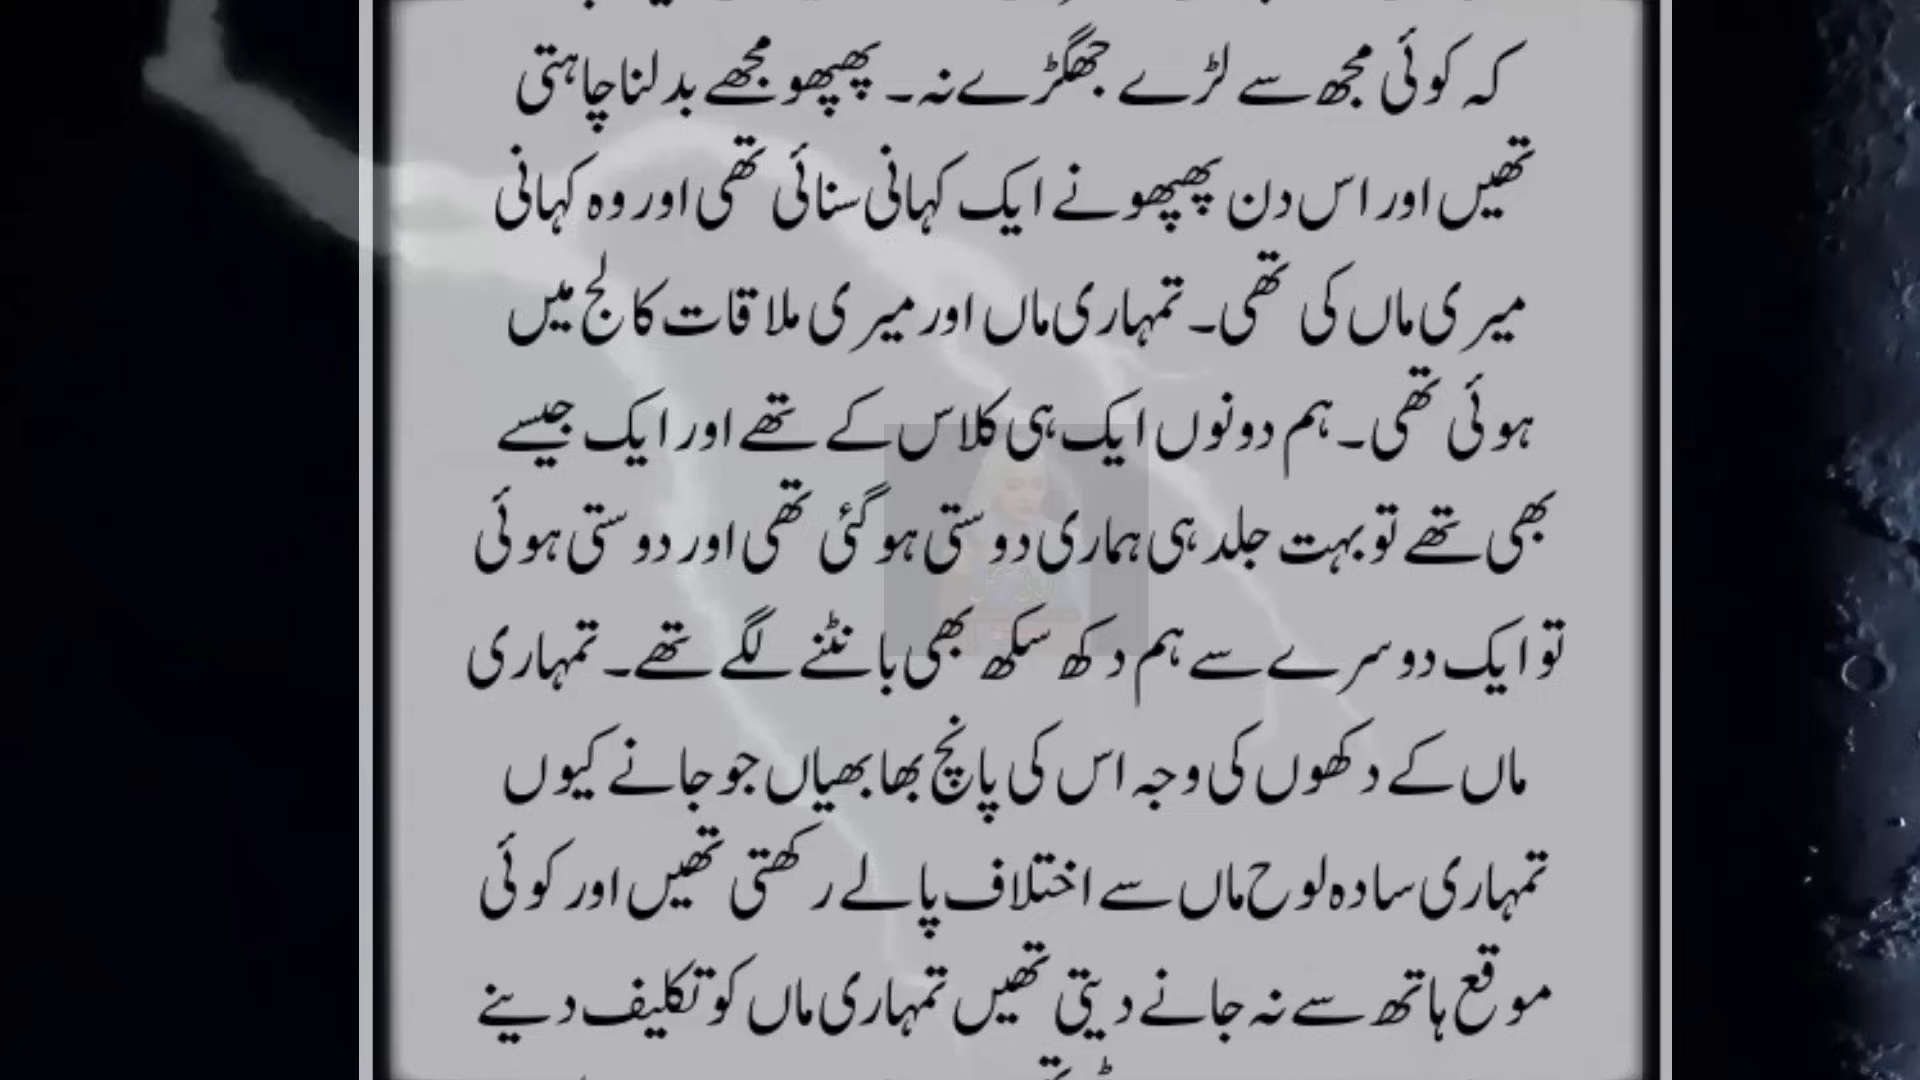 کہ کوئی مجھ سے لڑے جھگڑے نہ۔ پھپھو مجھے بدلنا چاہتی
تھیں اور اس دن پھپھو نے ایک کہانی سنائی تھی اور وہ کہانی
میری ماں کی تھی۔ تمہاری ماں اور میری ملاقات کالج میں
ہوئی تھی۔ ہم دونوں ایک ہی کلاس کے تھے اور ایک جیسے
بھی تھے تو بہت جلد ہی ہماری دوستی ہو گئی تھی اور دوستی ہوئی
تو ایک دوسرے سے ہم دکھ سکھ بھی بانٹنے لگے تھے۔ تمہاری
ماں کے دکھوں کی وجہ اس کی پانچ بھابھیاں جو جانے کیوں
تمہاری سادہ لوح ماں سے اختلاف پالے رکھتی تھیں اور کوئی
موقع ہاتھ سے نہ جانے دیتی تھیں تمہاری ماں کو تکلیف دینے